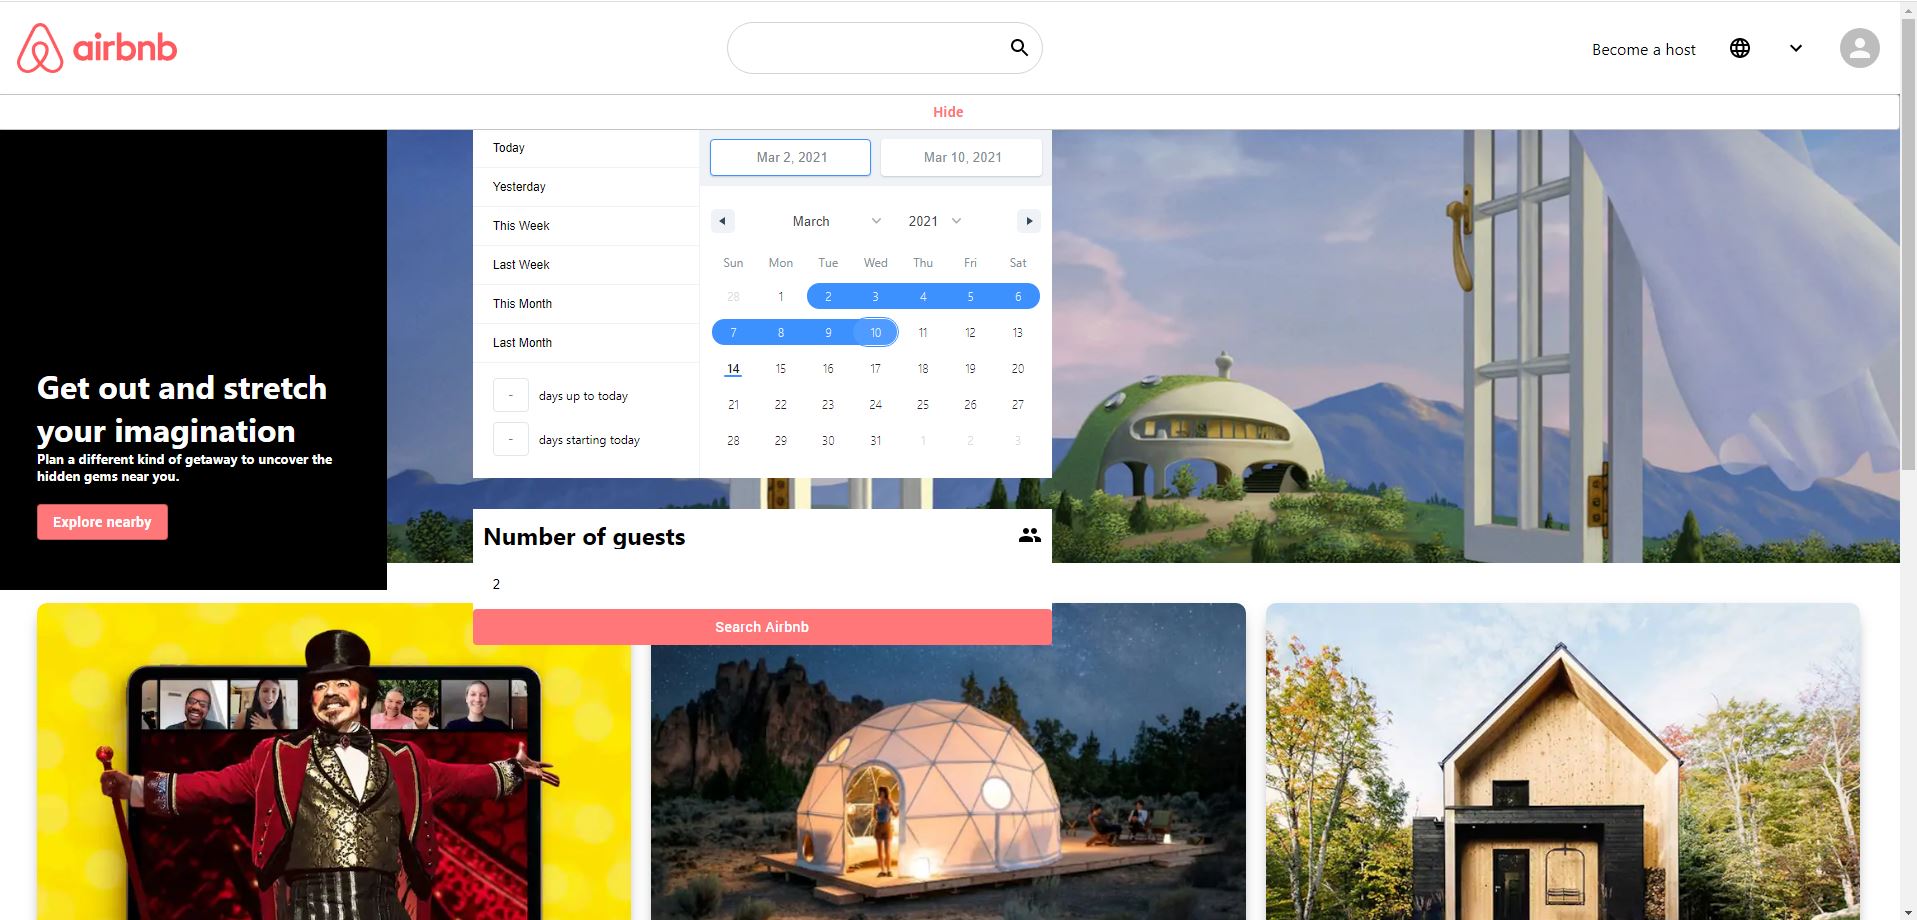 airbnb
Become a host
Hide
Today
Yesterday
This Week
Last Week
This Month
Last Month
- days up to today
- days starting today
Mar 2, 2021 Mar 10, 2021
March 2021
Sun Mon Tue Wed Thu Fri Sat
28 1 2 3 4 5 6
7 8 9 10 11 12 13
14 15 16 17 18 19 20
21 22 23 24 25 26 27
28 29 30 31 1 2 3
Get out and stretch
your imagination
Plan a different kind of getaway to uncover the
hidden gems near you.
Explore nearby
Number of guests
2
Search Airbnb